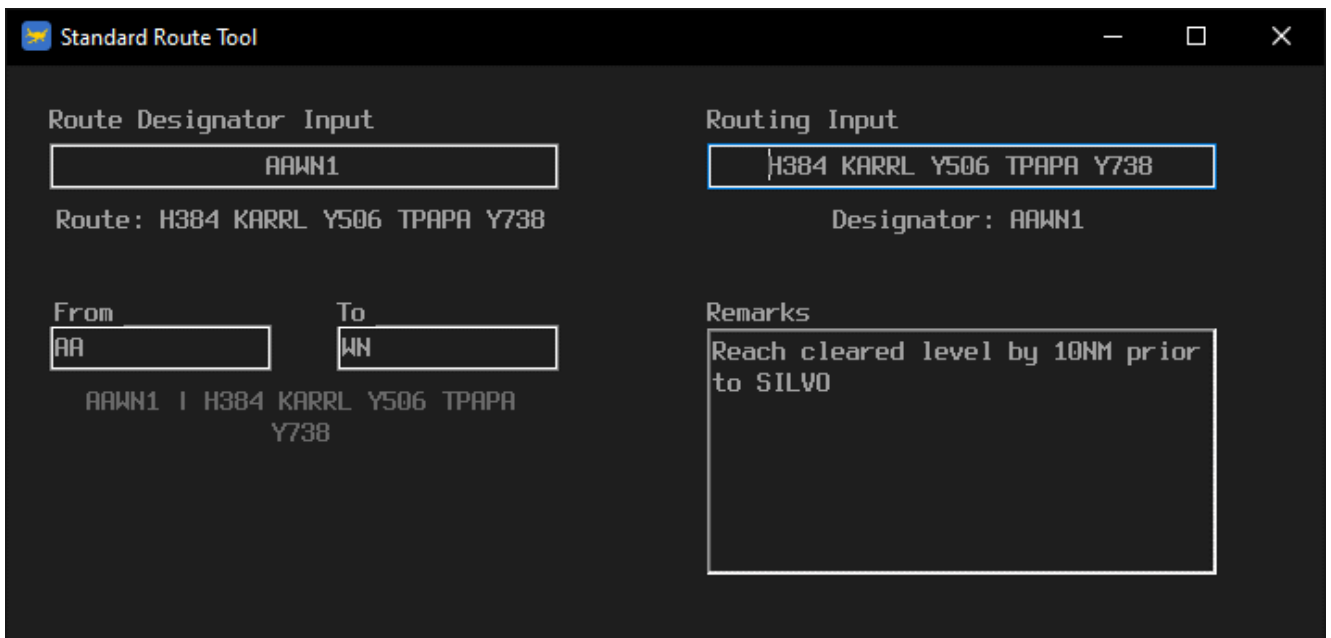 Standard Route Tool
Route Designator Input
AAWN1
Route: H384 KARRL Y506 TPAPA Y738
Routing Input
H384 KARRL Y506 TPAPA Y738
Designator: AAWN1
From
AA
To
WN
AAWN1 | H384 KARRL Y506 TPAPA
Y738
Remarks
Reach cleared level by 10NM prior
to SILVO